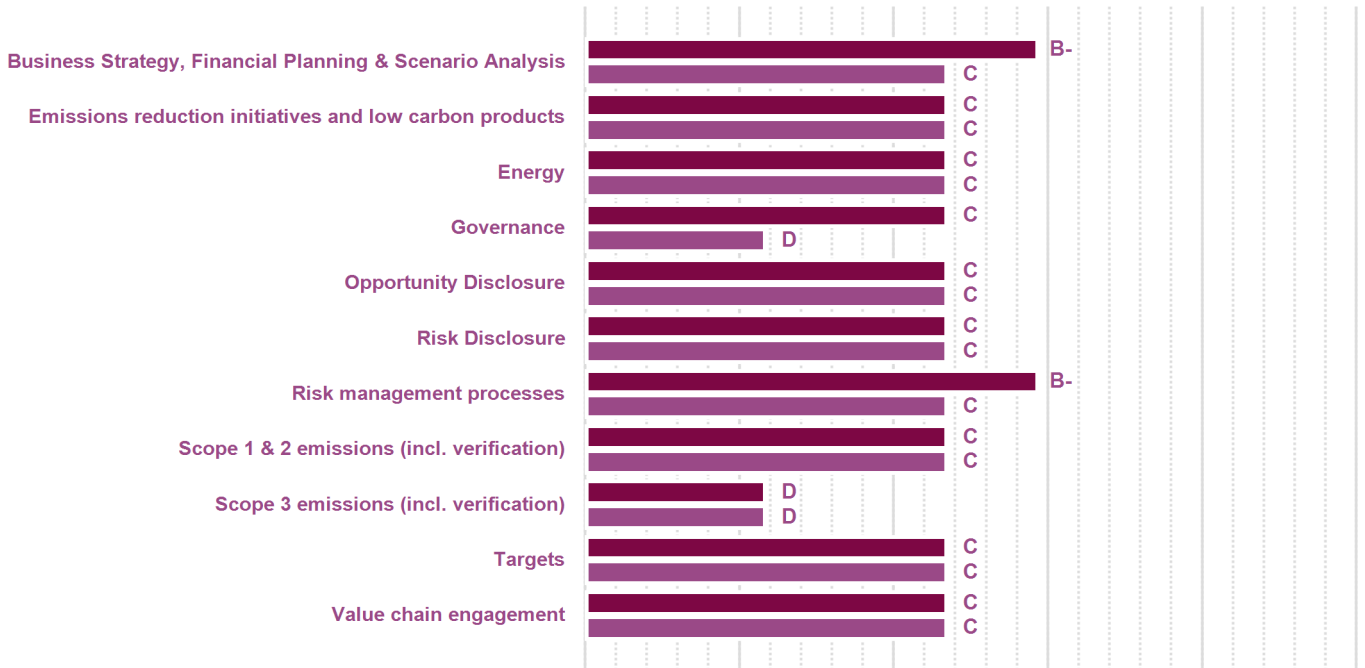 Business Strategy, Financial Planning & Scenario Analysis
B-
C
Emissions reduction initiatives and low carbon products
C
C
Energy
C
C
Governance
C
D
Opportunity Disclosure
C
C
Risk Disclosure
C
C
Risk management processes
B-
C
Scope 1 & 2 emissions (incl. verification)
C
C
Scope 3 emissions (incl. verification)
D
D
Targets
C
C
Value chain engagement
C
C